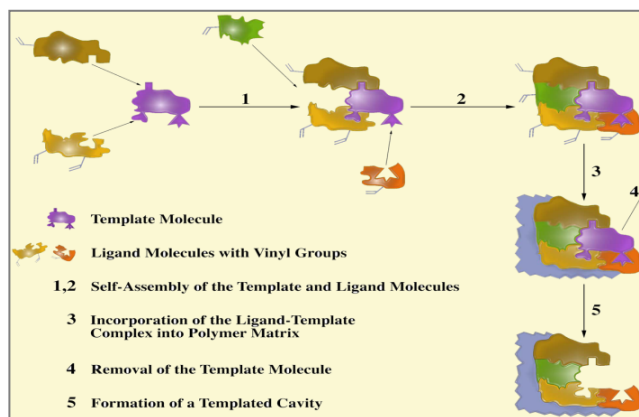 1
2
3
4
5
Template Molecule
Ligand Molecules with Vinyl Groups
1,2 Self-Assembly of the Template and Ligand Molecules
3 Incorporation of the Ligand-Template
Complex into Polymer Matrix
4 Removal of the Template Molecule
5 Formation of a Templated Cavity